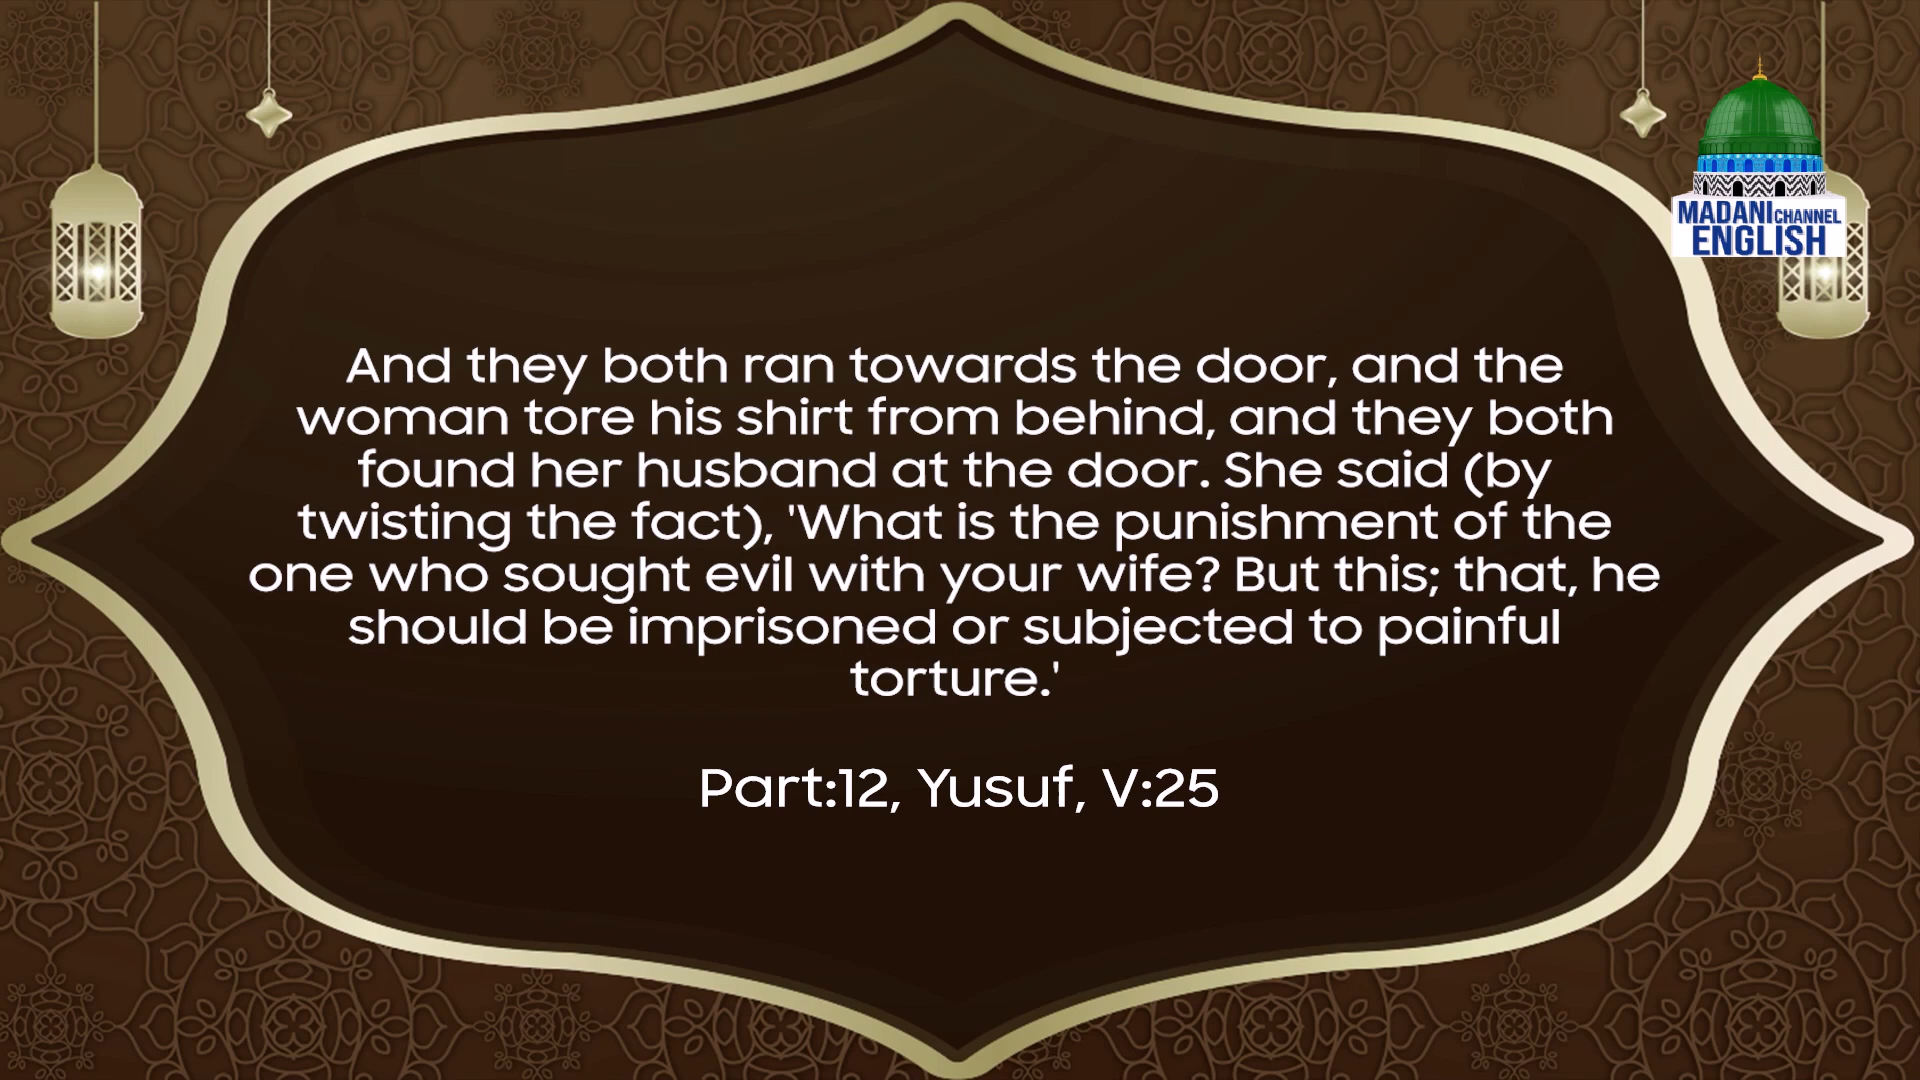 MADANI CHANNEL
ENGLISH
And they both ran towards the door, and the
woman tore his shirt from behind, and they both
found her husband at the door. She said (by
twisting the fact), 'What is the punishment of the
one who sought evil with your wife? But this; that, he
should be imprisoned or subjected to painful
torture.'
Part:12, Yusuf, V:25